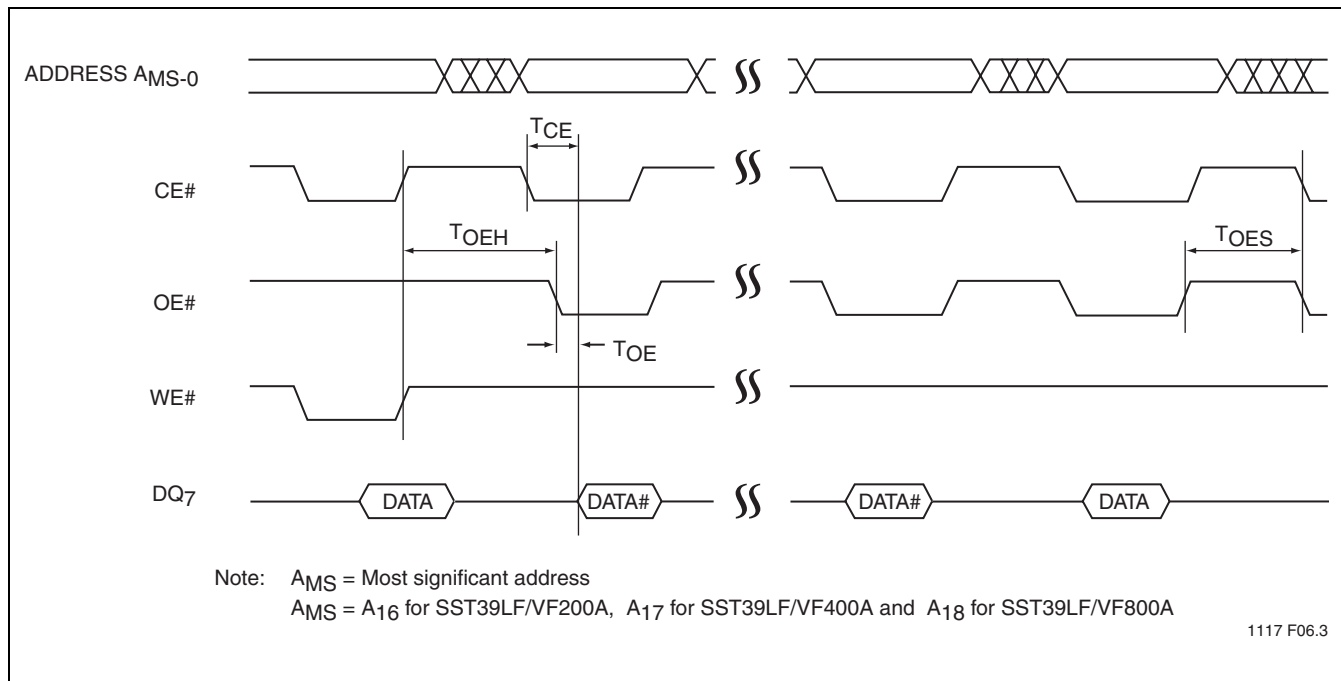 ADDRESS AMS-0
TCE
CE#
TOEH
TOES
OE#
TOE
WE#
DQ7
DATA
DATA#
DATA#
DATA
Note: AMS = Most significant address
AMS = A16 for SST39LF/VF200A, A17 for SST39LF/VF400A and A18 for SST39LF/VF800A
1117 F06.3